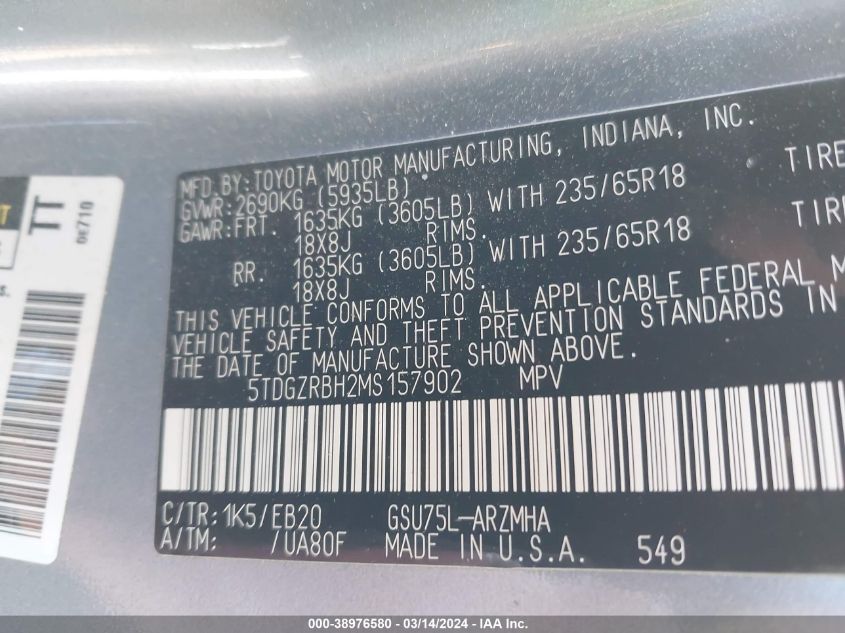 MFD.BY:TOYOTA MOTOR MANUFACTURING, INDIANA, INC.
GVWR:2690KG (5935LB)
GAWR:FRT. 1635KG (3605LB) WITH 235/65R18 TIRE
18X8J RIMS.
RR. 1635KG (3605LB) WITH 235/65R18 TIR
18X8J RIMS.
THIS VEHICLE CONFORMS TO ALL APPLICABLE FEDERAL M
VEHICLE SAFETY AND THEFT PREVENTION STANDARDS IN
THE DATE OF MANUFACTURE SHOWN ABOVE.
5TDGZRBH2MS157902 MPV
C/TR:1K5/EB20 GSU75L-ARZMHA
A/TM: /UA80F MADE IN U.S.A. 549
TT
000-38976580 - 03/14/2024 - IAA Inc.